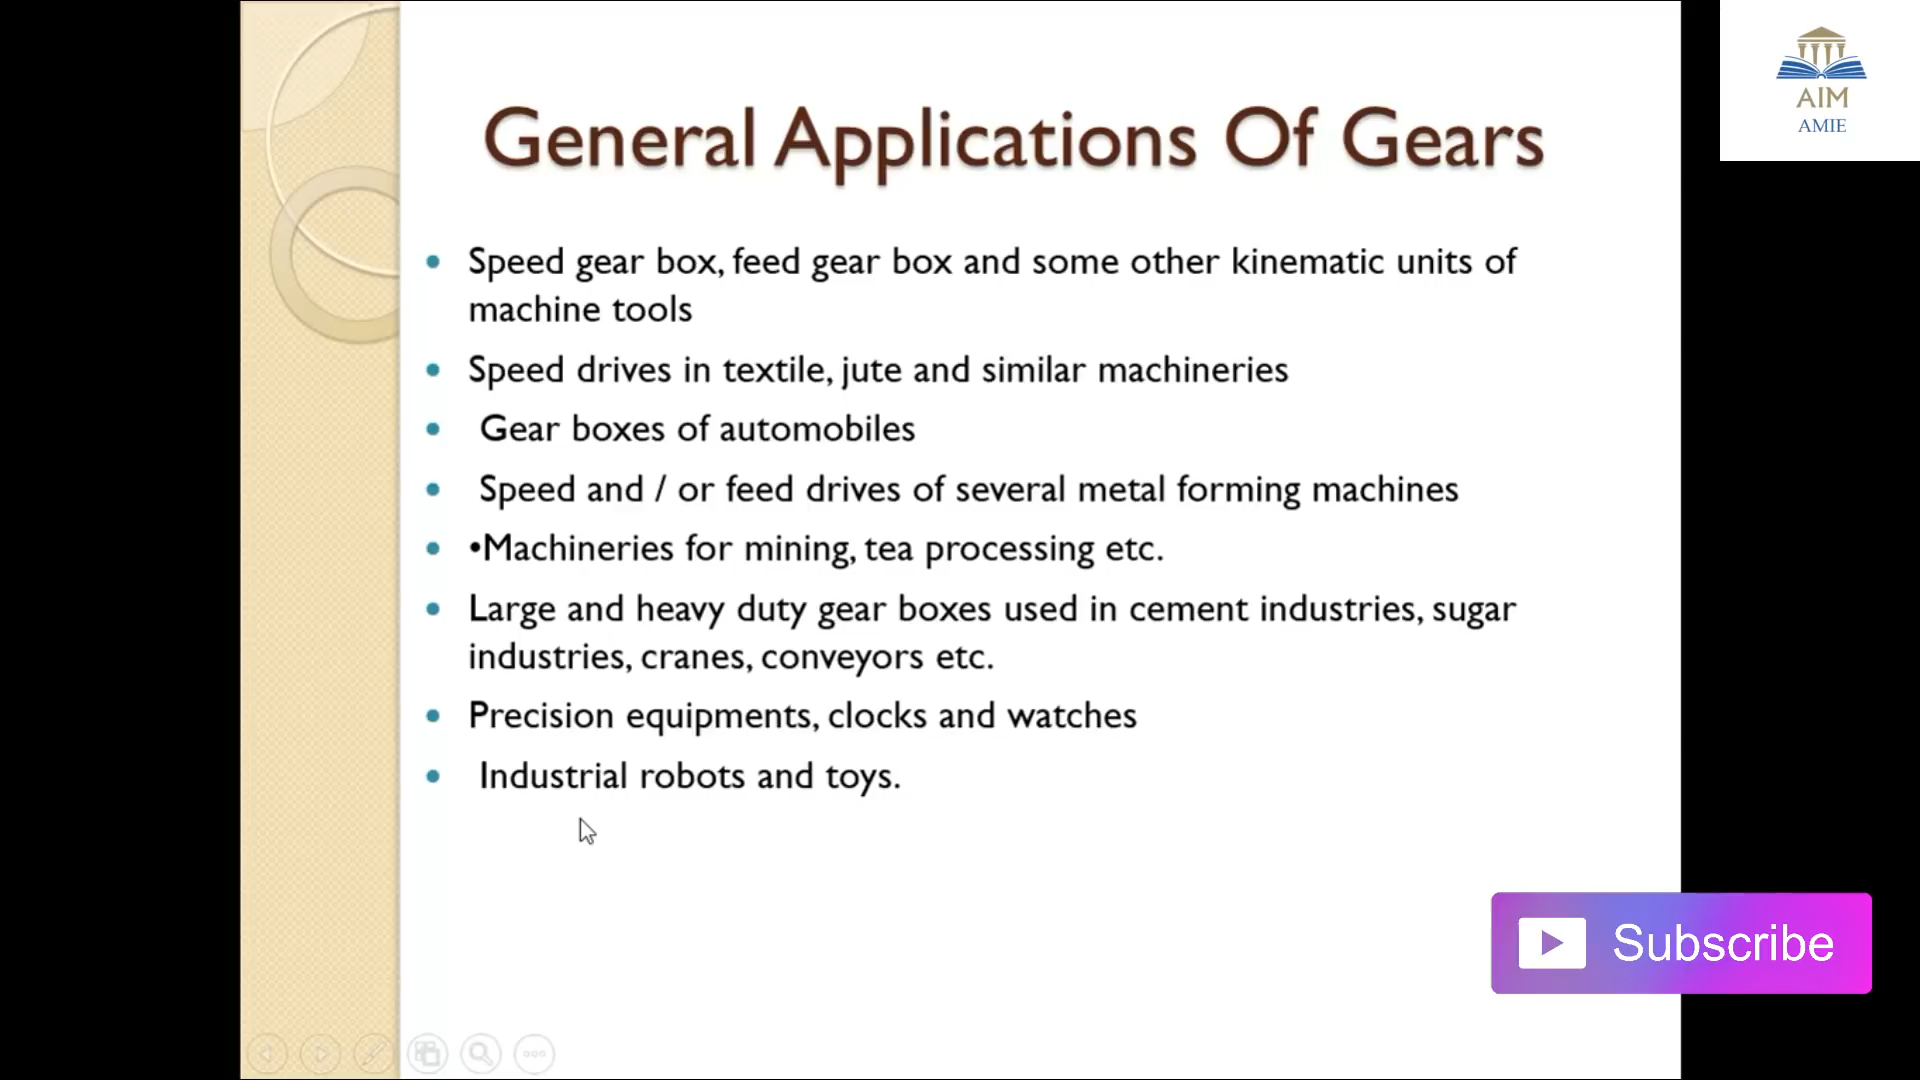 General Applications Of Gears
• Speed gear box, feed gear box and some other kinematic units of
machine tools
• Speed drives in textile, jute and similar machineries
• Gear boxes of automobiles
• Speed and / or feed drives of several metal forming machines
• •Machineries for mining, tea processing etc.
• Large and heavy duty gear boxes used in cement industries, sugar
industries, cranes, conveyors etc.
• Precision equipments, clocks and watches
• Industrial robots and toys.
AIM
AMIE
Subscribe